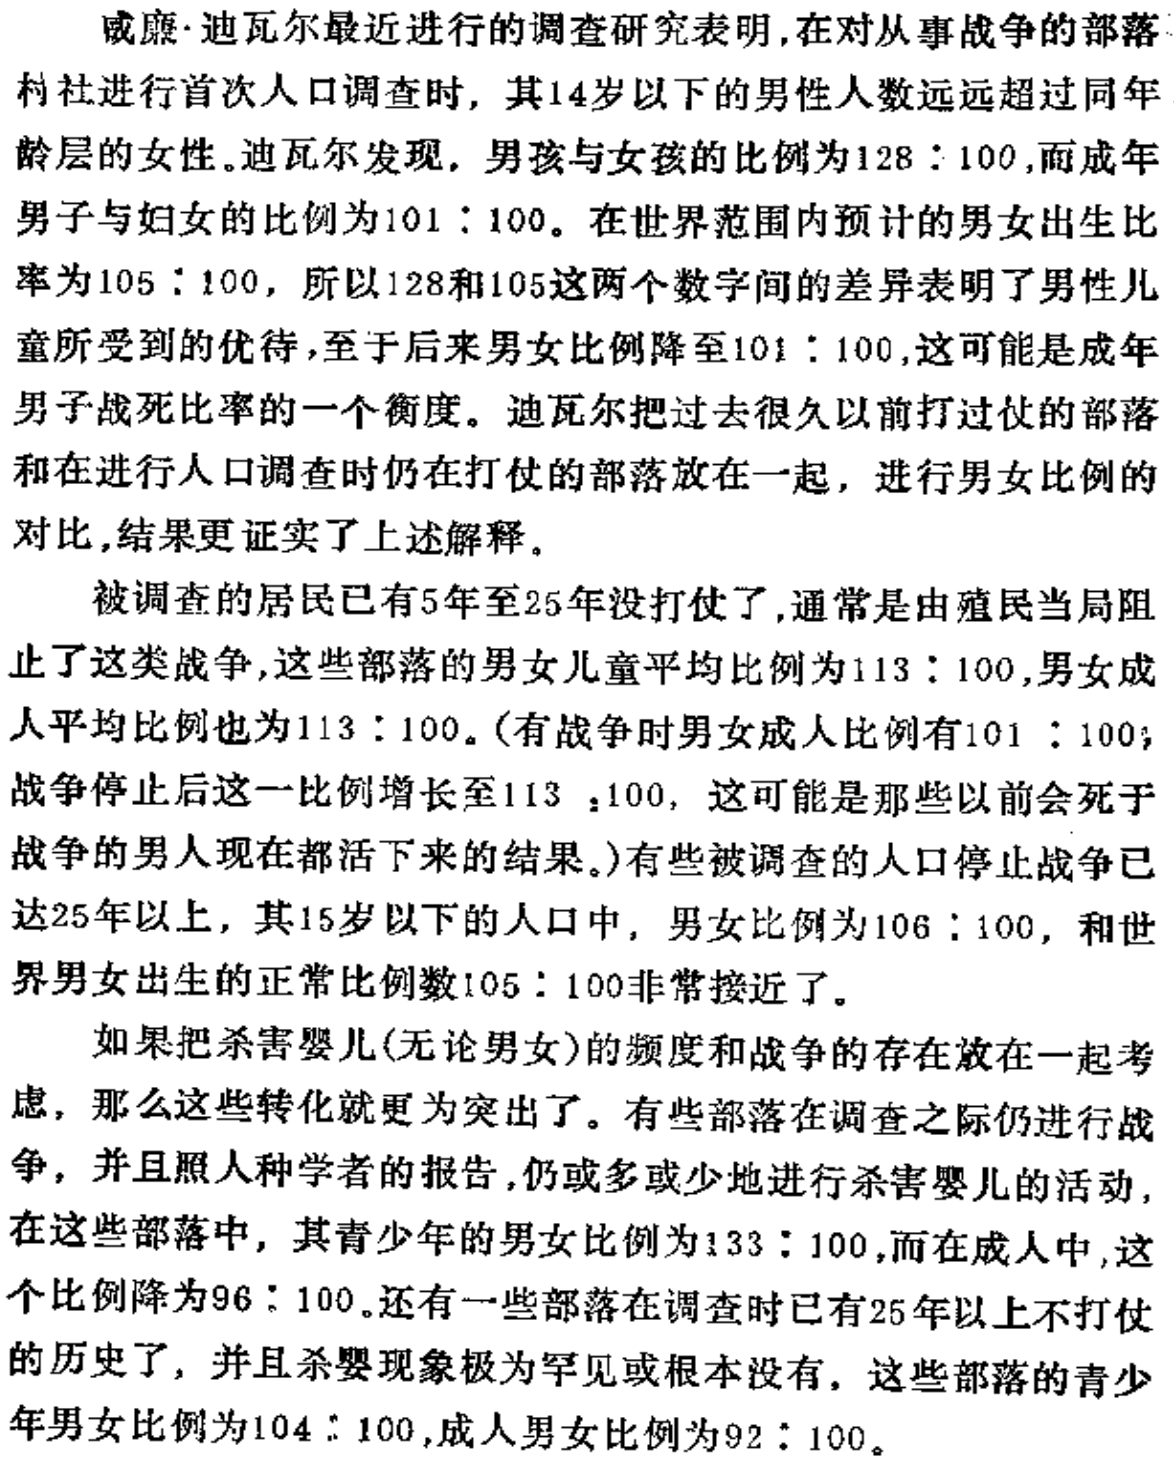 威廉·迪瓦尔最近进行的调查研究表明,在对从事战争的部落
村社进行首次人口调查时，其14岁以下的男性人数远远超过同年
龄层的女性。迪瓦尔发现，男孩与女孩的比例为128：100,而成年
男子与妇女的比例为101：100。在世界范围内预计的男女出生比
率为105：100，所以128和105这两个数字间的差异表明了男性儿
童所受到的优待,至于后来男女比例降至101：100,这可能是成年
男子战死比率的一个衡度。迪瓦尔把过去很久以前打过仗的部落
和在进行人口调查时仍在打仗的部落放在一起，进行男女比例的
对比,结果更证实了上述解释。
被调查的居民已有5年至25年没打仗了,通常是由殖民当局阻
止了这类战争,这些部落的男女儿童平均比例为113：100,男女成
人平均比例也为113：100。(有战争时男女成人比例有101：100;
战争停止后这一比例增长至113：100，这可能是那些以前会死于
战争的男人现在都活下来的结果。)有些被调查的人口停止战争已
达25年以上，其15岁以下的人口中，男女比例为106：100，和世
界男女出生的正常比例数105：100非常接近了。
如果把杀害婴儿(无论男女)的频度和战争的存在放在一起考
虑，那么这些转化就更为突出了。有些部落在调查之际仍进行战
争，并且照人种学者的报告,仍或多或少地进行杀害婴儿的活动,
在这些部落中，其青少年的男女比例为133：100,而在成人中,这
个比例降为96：100。还有一些部落在调查时已有25年以上不打仗
的历史了，并且杀婴现象极为罕见或根本没有，这些部落的青少
年男女比例为104：100,成人男女比例为92：100。